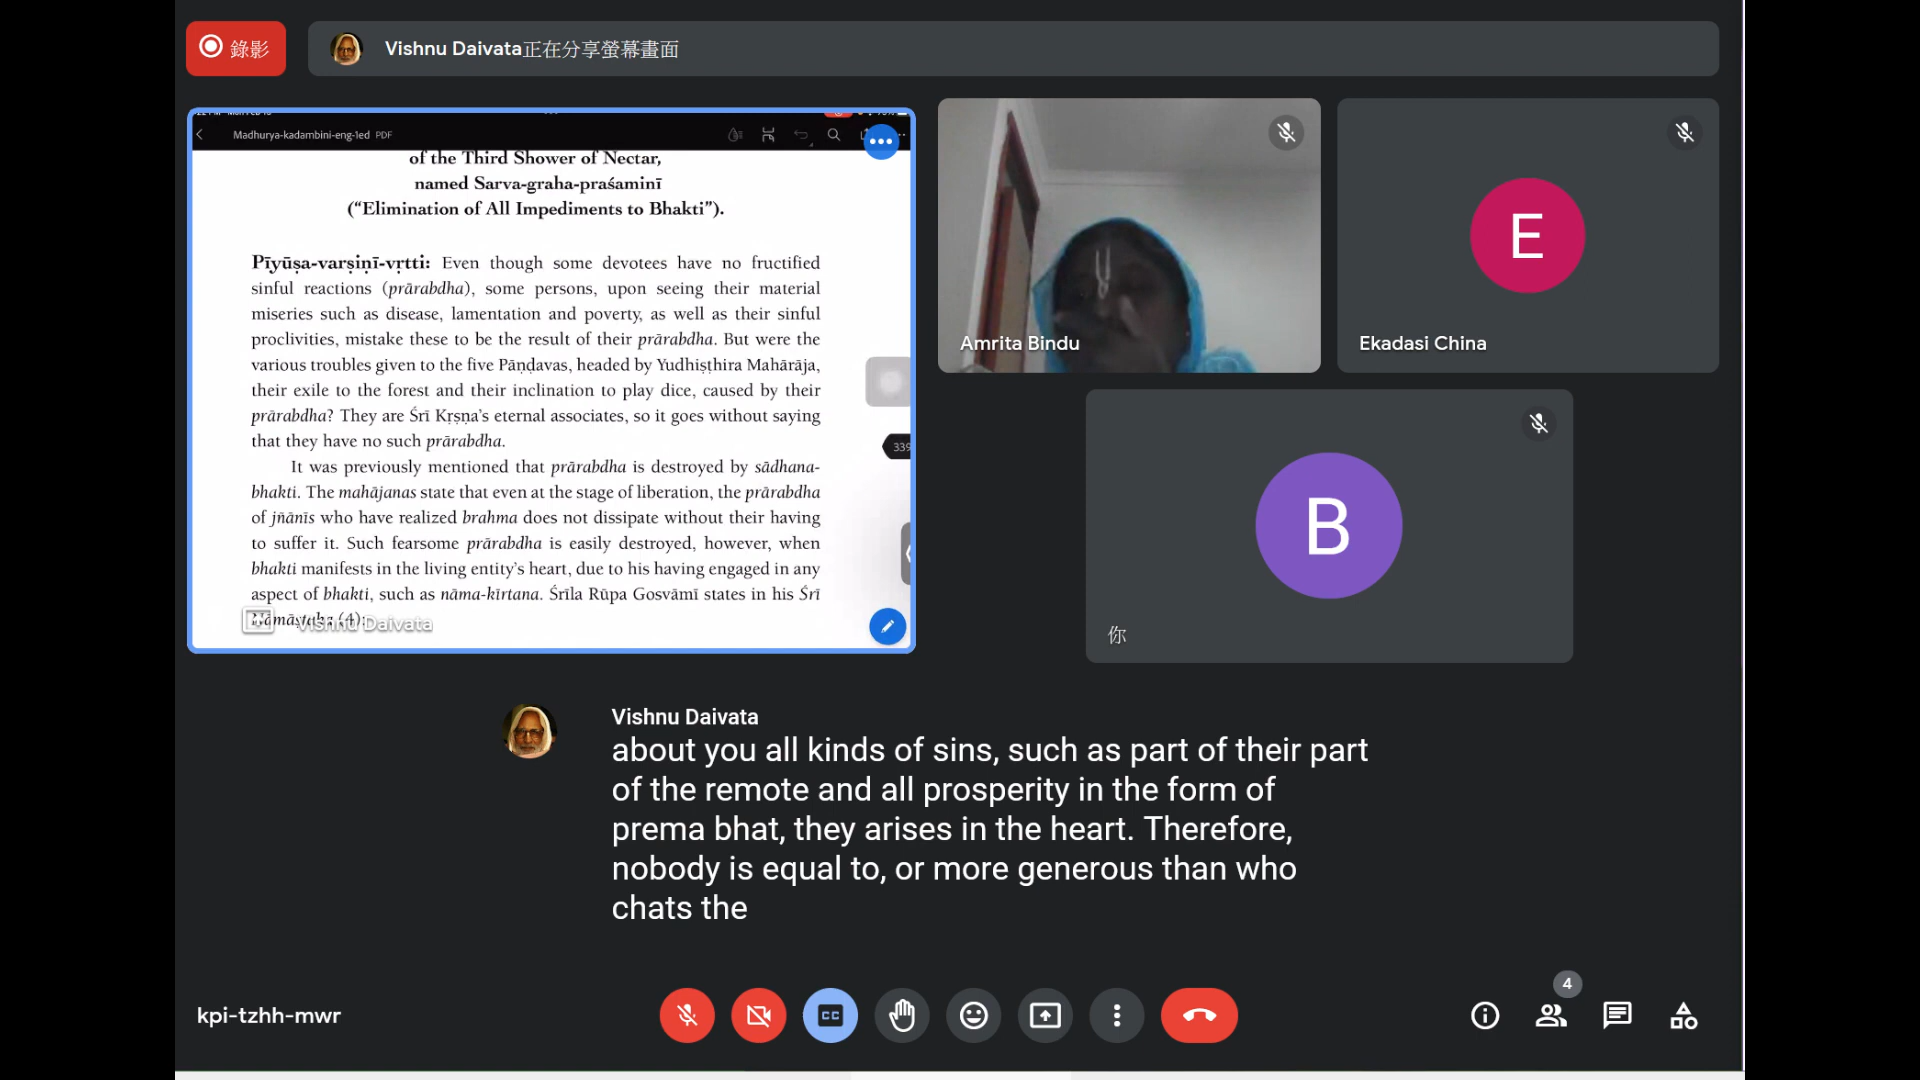 錄影
Vishnu Daivata正在分享螢幕畫面
Madhurya-kadambini-eng-1ed PDF
of the Third Shower of Nectar,
named Sarva-graha-praśaminī
(“Elimination of All Impediments to Bhakti”).
Pīyūṣa-varṣiṇī-vṛtti: Even though some devotees have no fructified
sinful reactions (prārabdha), some persons, upon seeing their material
miseries such as disease, lamentation and poverty, as well as their sinful
proclivities, mistake these to be the result of their prārabdha. But were the
various troubles given to the five Pāṇḍavas, headed by Yudhiṣṭhira Mahārāja,
their exile to the forest and their inclination to play dice, caused by their
prārabdha? They are Śrī Kṛṣṇa’s eternal associates, so it goes without saying
that they have no such prārabdha.
It was previously mentioned that prārabdha is destroyed by sādhana-
bhakti. The mahājanas state that even at the stage of liberation, the prārabdha
of jñānīs who have realized brahma does not dissipate without their having
to suffer it. Such fearsome prārabdha is easily destroyed, however, when
bhakti manifests in the living entity’s heart, due to his having engaged in any
aspect of bhakti, such as nāma-kīrtana. Śrīla Rūpa Gosvāmī states in his Śrī
(4):
Vishnu Daivata
339
Amrita Bindu
E
Ekadasi China
B
你
Vishnu Daivata
about you all kinds of sins, such as part of their part
of the remote and all prosperity in the form of
prema bhat, they arises in the heart. Therefore,
nobody is equal to, or more generous than who
chats the
kpi-tzhh-mwr
CC
4